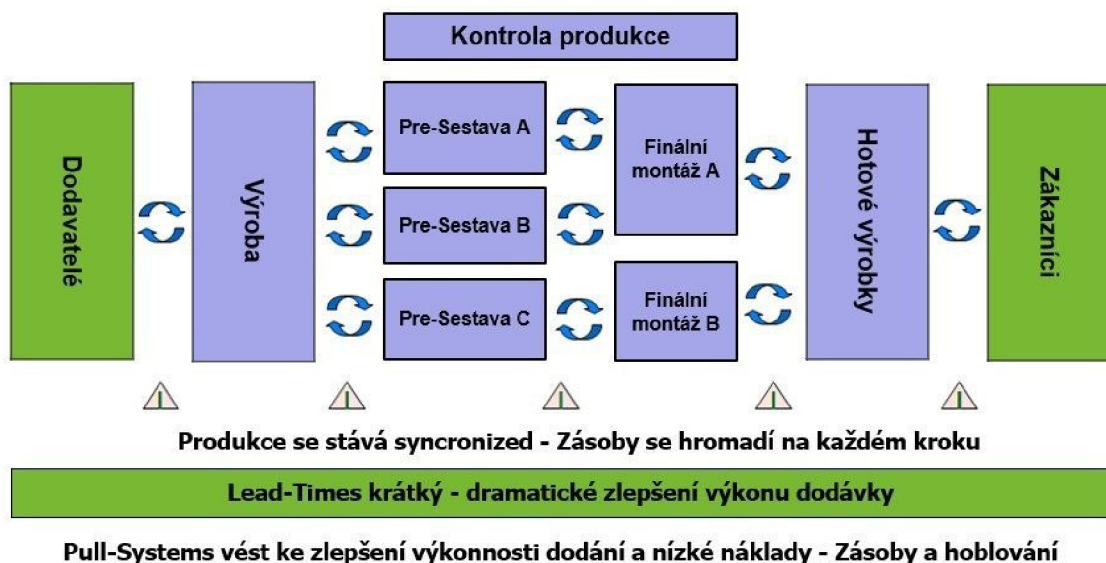 Kontrola produkce
Dodavatelé
Výroba
Pre-Sestava A
Pre-Sestava B
Pre-Sestava C
Finální
montáž A
Finální
montáž B
Hotové výrobky
Zákazníci
I
I
I
I
I
Produkce se stává syncronized - Zásoby se hromadí na každém kroku
Lead-Times krátký - dramatické zlepšení výkonu dodávky
Pull-Systems vést ke zlepšení výkonnosti dodání a nízké náklady - Zásoby a hoblování